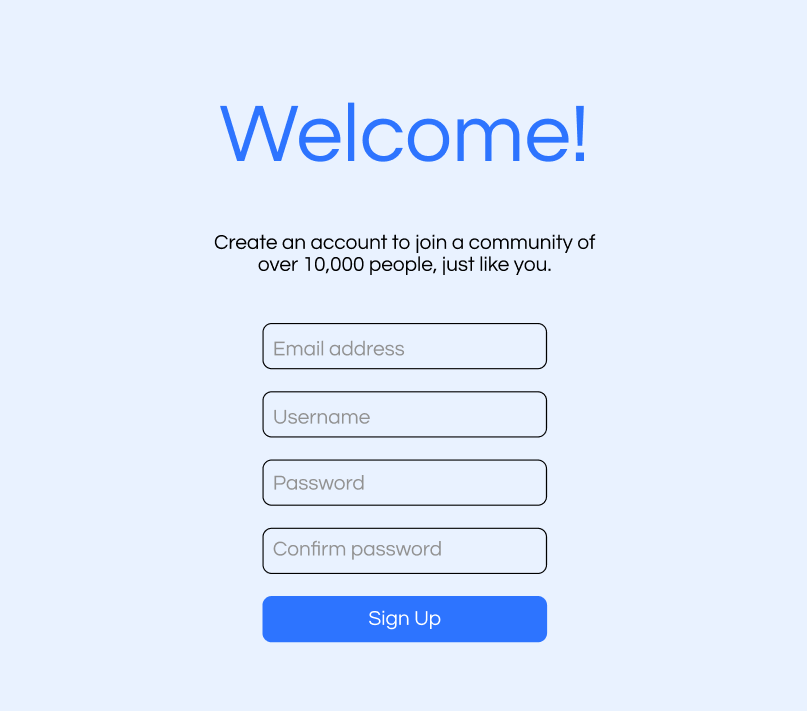 Welcome!
Create an account to join a community of
over 10,000 people, just like you.
Email address
Username
Password
Confirm password
Sign Up